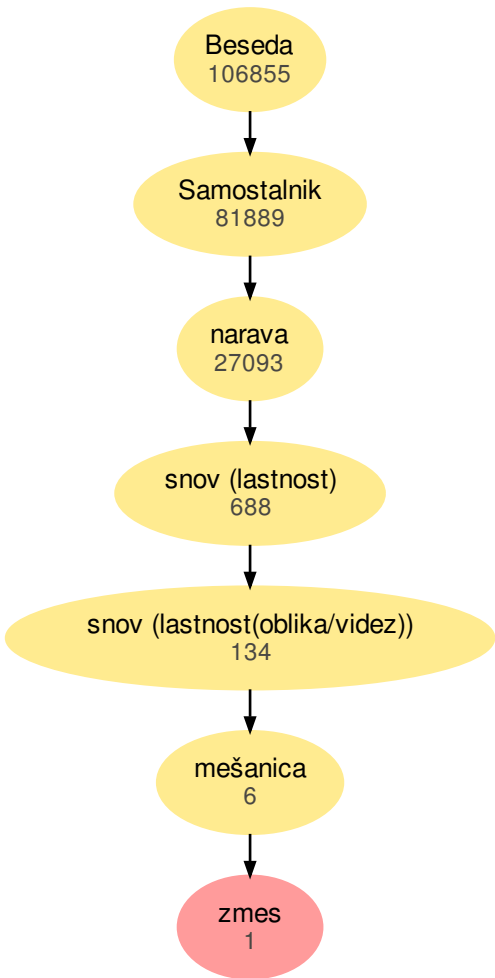 Beseda
106855
Samostalnik
81889
narava
27093
snov (lastnost)
688
snov (lastnost(oblika/videz))
134
mešanica
6
zmes
1